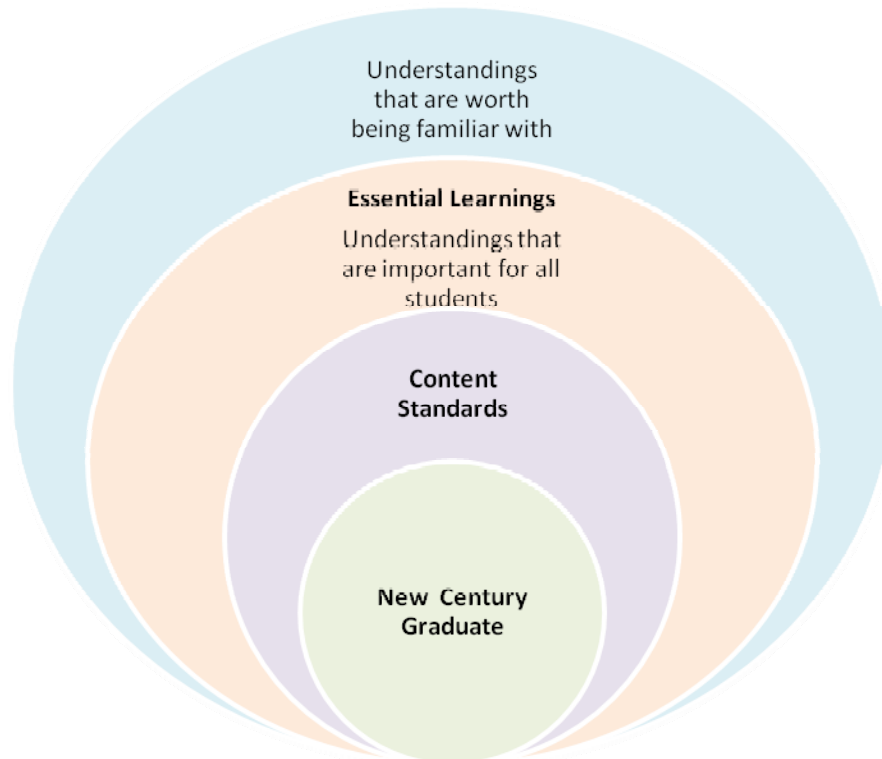 Understandings
that are worth
being familiar with
Essential Learnings
Understandings that
are important for all
students
Content
Standards
New Century
Graduate